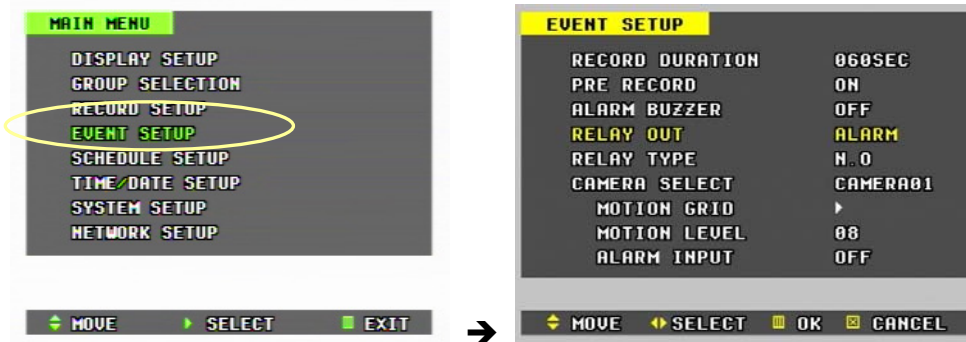 MAIN MENU
DISPLAY SETUP
GROUP SELECTION
RECORD SETUP
EVENT SETUP
SCHEDULE SETUP
TIME/DATE SETUP
SYSTEM SETUP
NETWORK SETUP
MOVE SELECT EXIT
EVENT SETUP
RECORD DURATION 060SEC
PRE RECORD ON
ALARM BUZZER OFF
RELAY OUT ALARM
RELAY TYPE N.O
CAMERA SELECT CAMERA01
MOTION GRID
MOTION LEVEL 08
ALARM INPUT OFF
MOVE SELECT OK CANCEL